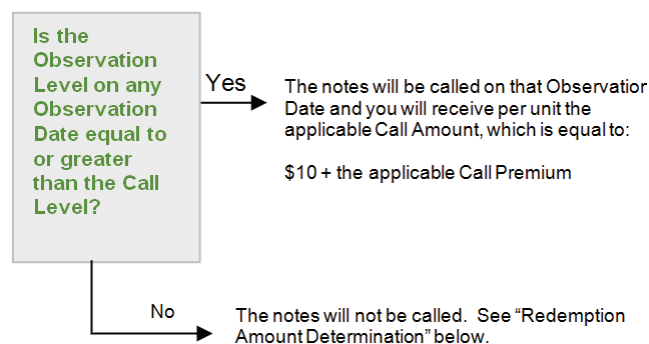 Is the
Observation
Level on any
Observation
Date equal to
or greater
than the Call
Level?
Yes
The notes will be called on that Observation
Date and you will receive per unit the
applicable Call Amount, which is equal to:
$10 + the applicable Call Premium
No
The notes will not be called. See “Redemption
Amount Determination” below.